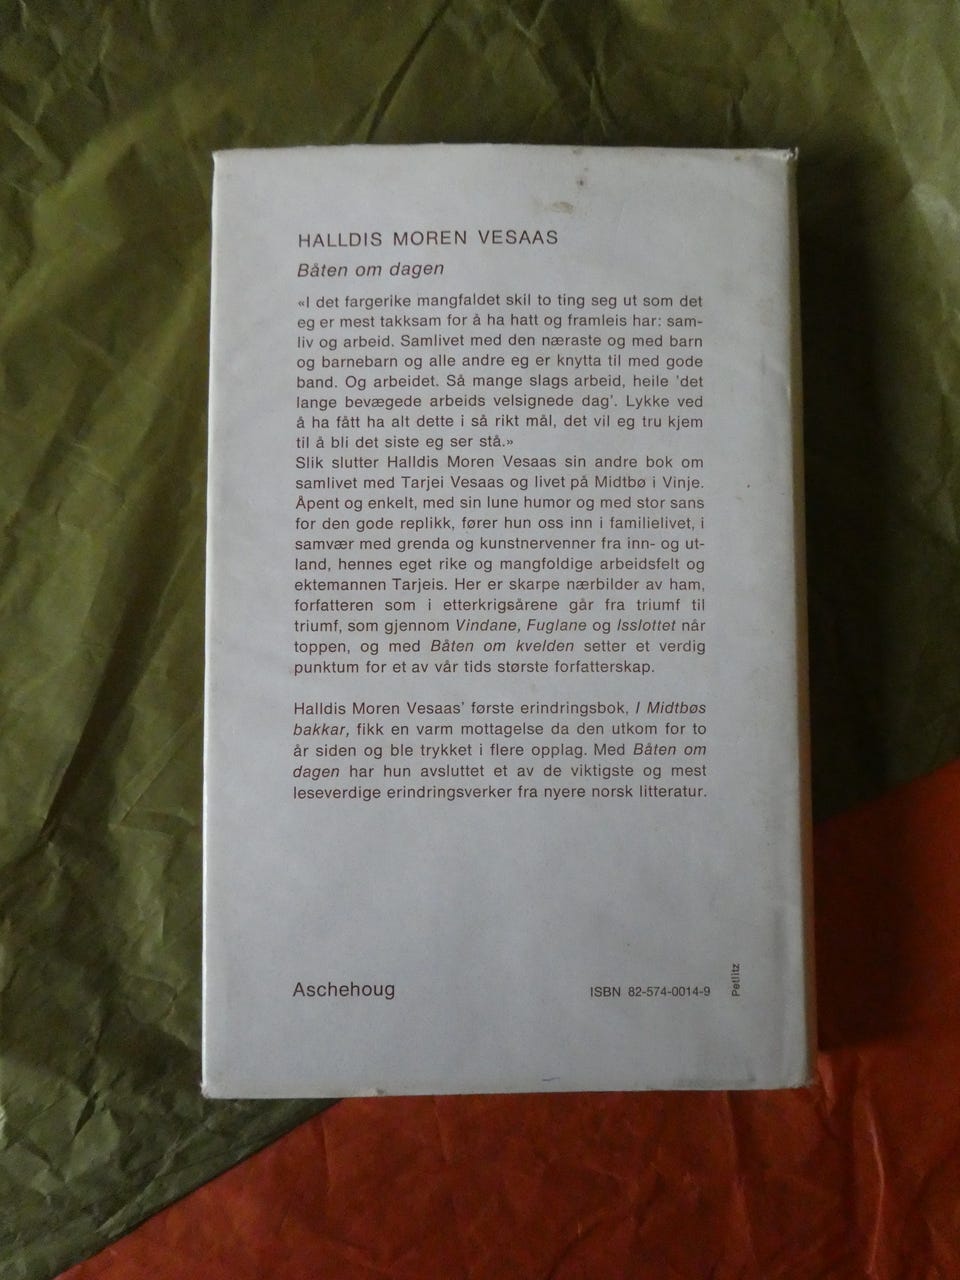 HALLDIS MOREN VESAAS
Båten om dagen
«I det fargerike mangfaldet skil to ting seg ut som det
eg er mest takksam for å ha hatt og framleis har: sam-
liv og arbeid. Samlivet med den næraste og med barn
og barnebarn og alle andre eg er knytta til med gode
band. Og arbeidet. Så mange slags arbeid, heile 'det
lange bevægede arbeids velsignede dag'. Lykke ved
å ha fått ha alt dette i så rikt mål, det vil eg tru kjem
til å bli det siste eg ser stå.»
Slik slutter Halldis Moren Vesaas sin andre bok om
samlivet med Tarjei Vesaas og livet på Midtbø i Vinje.
Åpent og enkelt, med sin lune humor og med stor sans
for den gode replikk, fører hun oss inn i familielivet, i
samvær med grenda og kunstnervenner fra inn- og ut-
land, hennes eget rike og mangfoldige arbeidsfelt og
ektemannen Tarjeis. Her er skarpe nærbilder av ham,
forfatteren som i etterkrigsårene går fra triumf til
triumf, som gjennom Vindane, Fuglane og Isslottet når
toppen, og med Båten om kvelden setter et verdig
punktum for et av vår tids største forfatterskap.
Halldis Moren Vesaas' første erindringsbok, I Midtbøs
bakkar, fikk en varm mottagelse da den utkom for to
år siden og ble trykket i flere opplag. Med Båten om
dagen har hun avsluttet et av de viktigste og mest
leseverdige erindringsverker fra nyere norsk litteratur.
Aschehoug
ISBN 82-574-0014-9
Petlitz